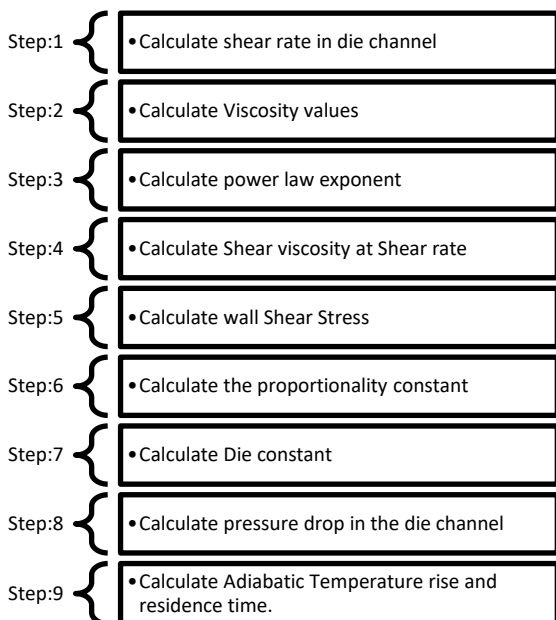 Step:1 •Calculate shear rate in die channel
Step:2 •Calculate Viscosity values
Step:3 •Calculate power law exponent
Step:4 •Calculate Shear viscosity at Shear rate
Step:5 •Calculate wall Shear Stress
Step:6 •Calculate the proportionality constant
Step:7 •Calculate Die constant
Step:8 •Calculate pressure drop in the die channel
Step:9 •Calculate Adiabatic Temperature rise and
residence time.